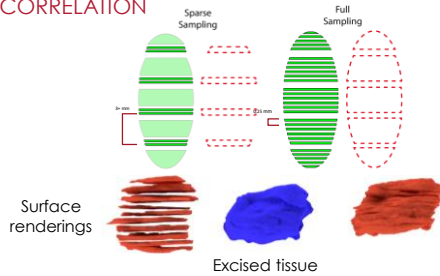 CORRELATION
Sparse
Sampling
Full
Sampling
Surface
renderings
Excised tissue